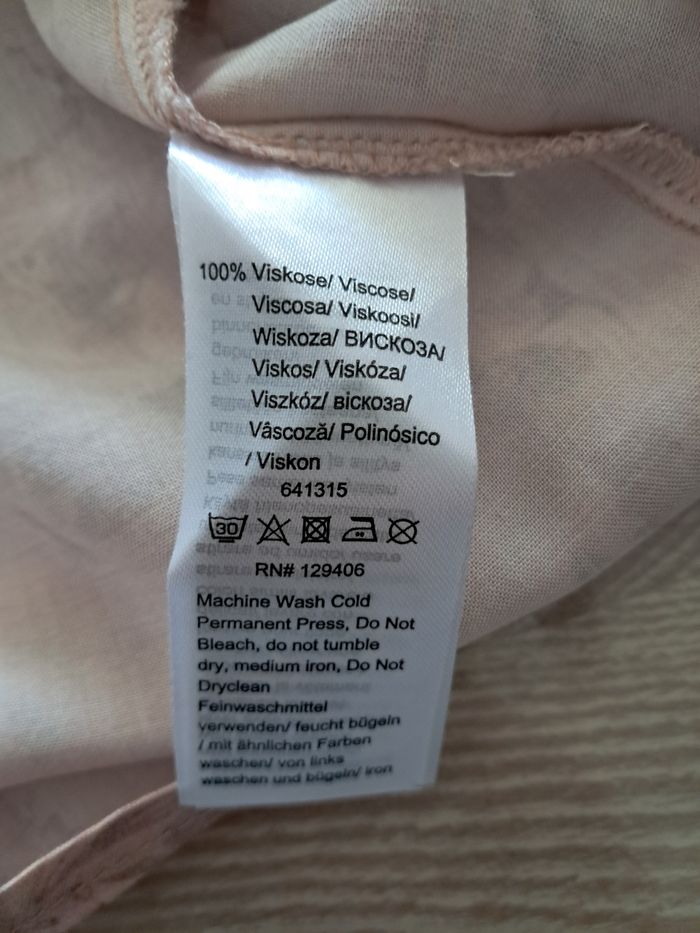 100% Viskose/ Viscose/
Viscosa/ Viskoosi/
Wiskoza/ ВИСКОЗА/
Viskos/ Viskóza/
Viszkóz/ віскоза/
Vâscoză/ Polinósico
/ Viskon
641315
30
RN# 129406
Machine Wash Cold
Permanent Press, Do Not
Bleach, do not tumble
dry, medium iron, Do Not
Dryclean
Feinwaschmittel
verwenden/ feucht bügeln
/ mit ähnlichen Farben
waschen/ von links
waschen und bügeln/ iron